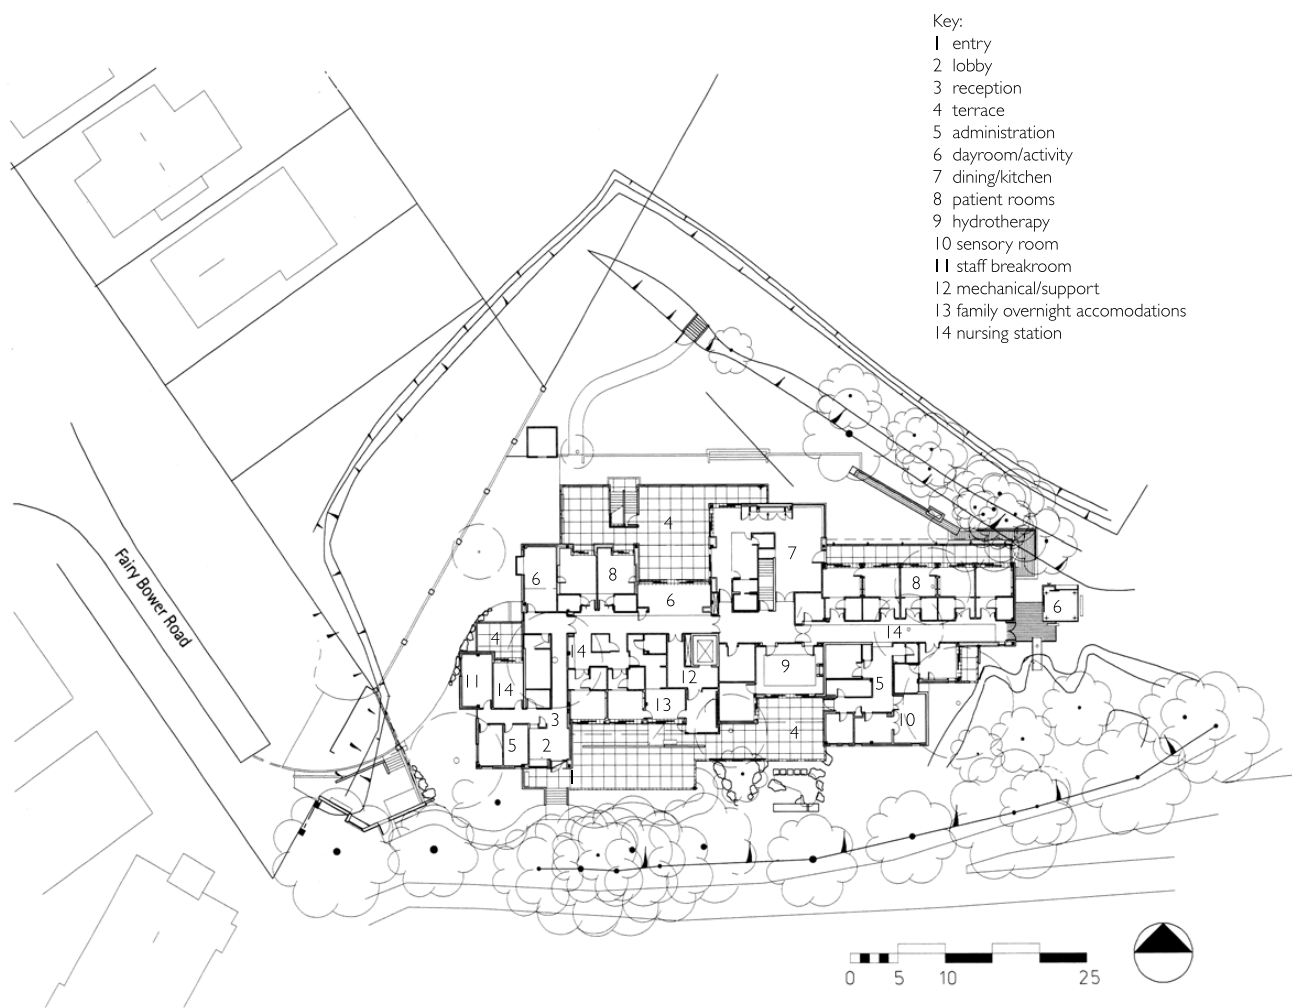 Key:
1 entry
2 lobby
3 reception
4 terrace
5 administration
6 dayroom/activity
7 dining/kitchen
8 patient rooms
9 hydrotherapy
10 sensory room
11 staff breakroom
12 mechanical/support
13 family overnight accomodations
14 nursing station
Fairy Bower Road
4
7
6
8
8
6
6
4
14
14
9
11
14
12
5
13
3
10
5
2
4
1
0 5 10 25